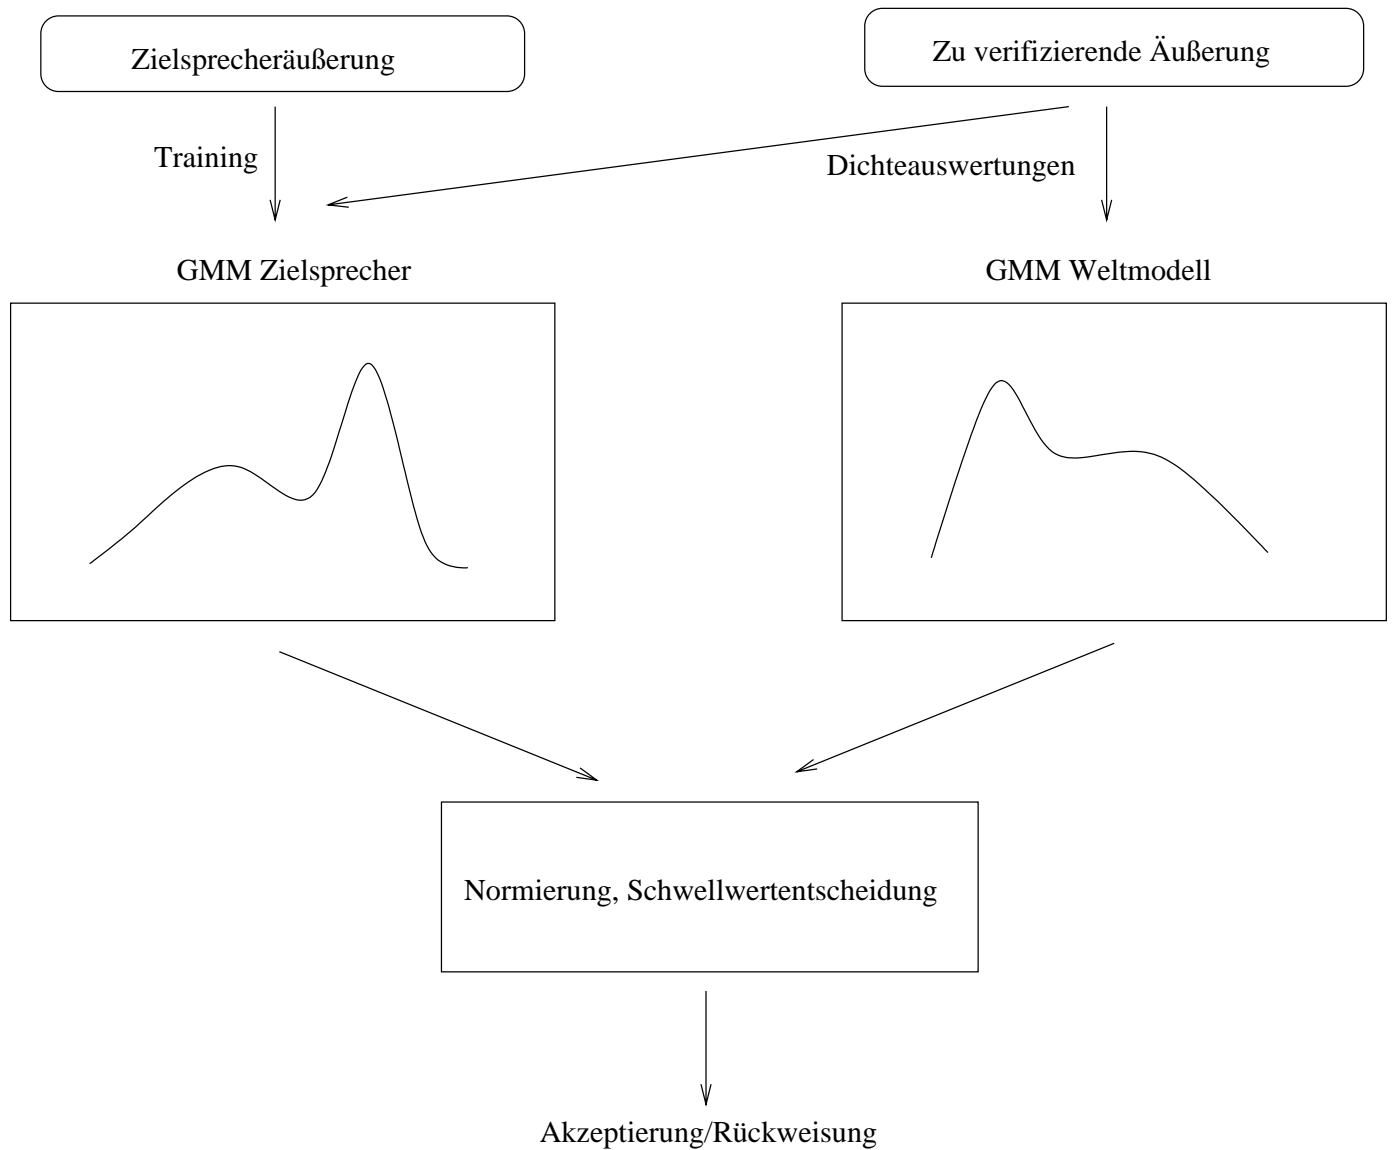 Zielsprecheräußerung
Zu verifizierende Äußerung
Training
Dichteauswertungen
GMM Zielsprecher
GMM Weltmodell
Normierung, Schwellwertentscheidung
Akzeptierung/Rückweisung